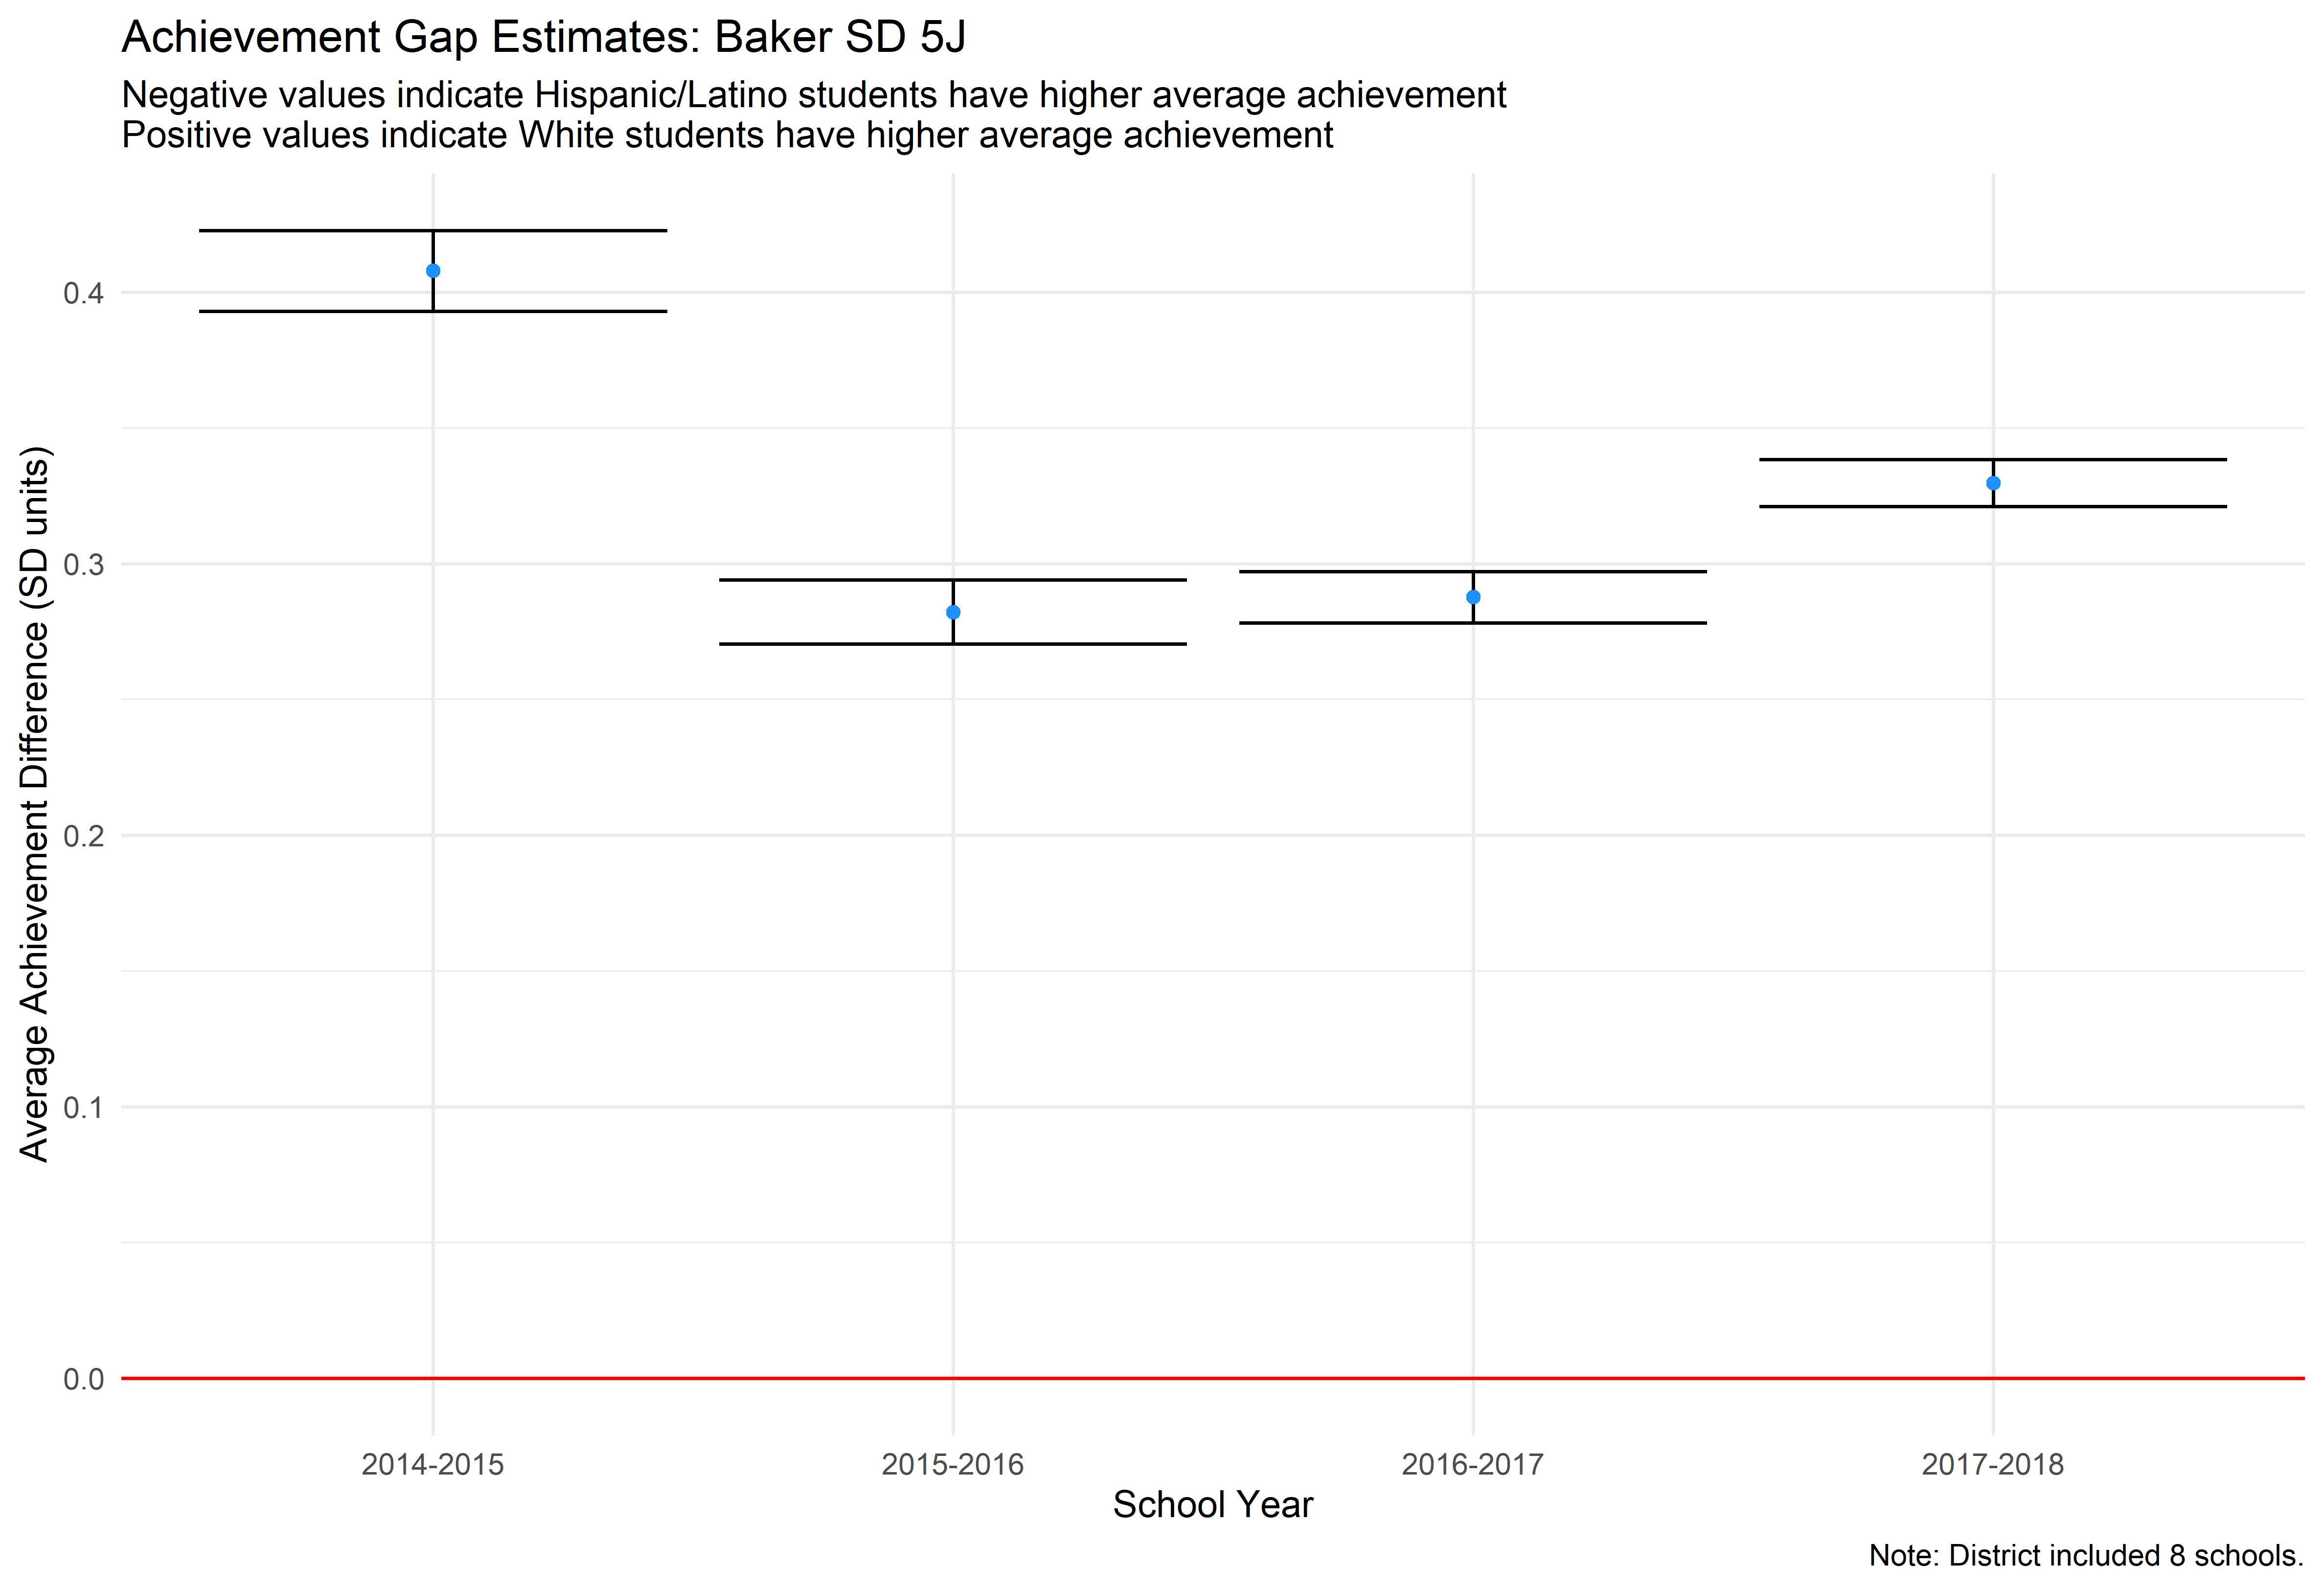 Achievement Gap Estimates: Baker SD 5J
Negative values indicate Hispanic/Latino students have higher average achievement
Positive values indicate White students have higher average achievement
Average Achievement Difference (SD units)
0.4
0.3
0.2
0.1
0.0
2014-2015
2015-2016
2016-2017
2017-2018
School Year
Note: District included 8 schools.